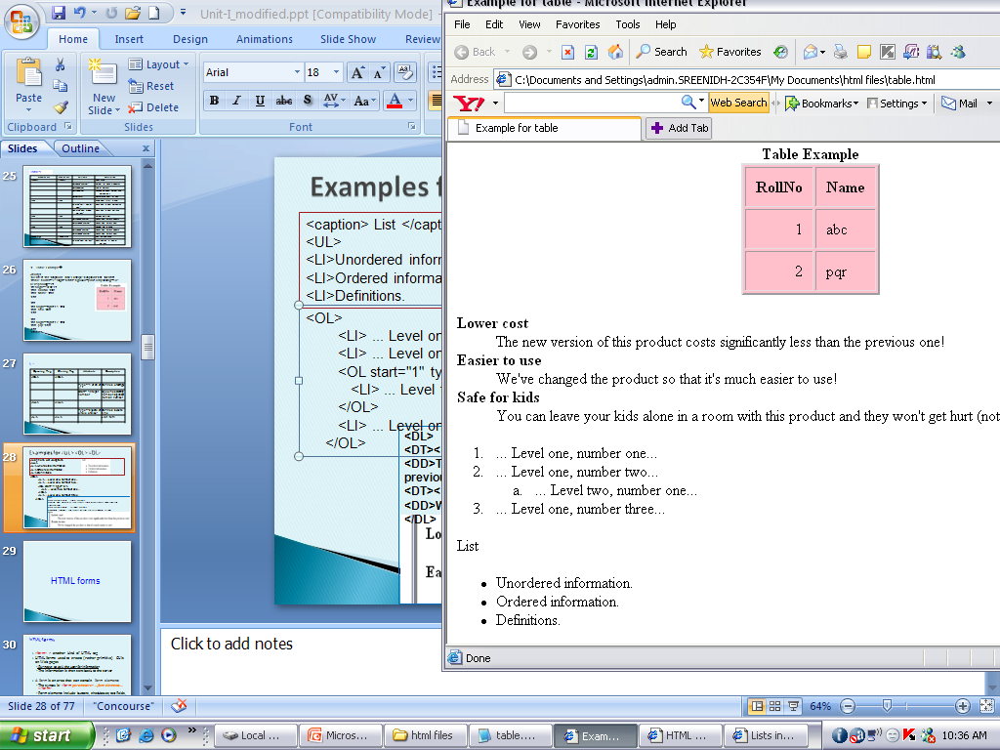 Unit-I_modified.ppt [Compatibility Mode]
Home Insert Design Animations Slide Show Review
Paste
Clipboard
New
Slide
Layout
Reset
Delete
Slides
Arial 18
B I U abc S AV Aa A
Font
Slides Outline x
25
26
27
28
Examples for <UL> <OL> <DL>
29
HTML forms
30
Examples f
<caption> List </capt
<UL>
<LI>Unordered inforn
<LI>Ordered informa
<LI>Definitions.
<OL>
<LI> ... Level on
<LI> ... Level on
<OL start="1" ty
<LI> ... Level
</OL>
<LI> ... Level on
</OL>
<DL>
<DT><
<DD>T
previou
<DT><
<DD>W
</DL>
Lo
Ea
Click to add notes
Slide 28 of 77 "Concourse" 64%
Example for table - Microsoft Internet Explorer
File Edit View Favorites Tools Help
Back Search Favorites
Address C:\Documents and Settings\admin.SREENIDH-2C354F\My Documents\html files\table.html
Y! Web Search Bookmarks Settings Mail
Example for table Add Tab
Table Example
RollNo Name
1 abc
2 pqr
Lower cost
The new version of this product costs significantly less than the previous one!
Easier to use
We've changed the product so that it's much easier to use!
Safe for kids
You can leave your kids alone in a room with this product and they won't get hurt (not
1. ... Level one, number one...
2. ... Level one, number two...
a. ... Level two, number one...
3. ... Level one, number three...
List
• Unordered information.
• Ordered information.
• Definitions.
Done
start Local ... Micros... html files table.... Exam... HTML ... Lists in... 10:36 AM